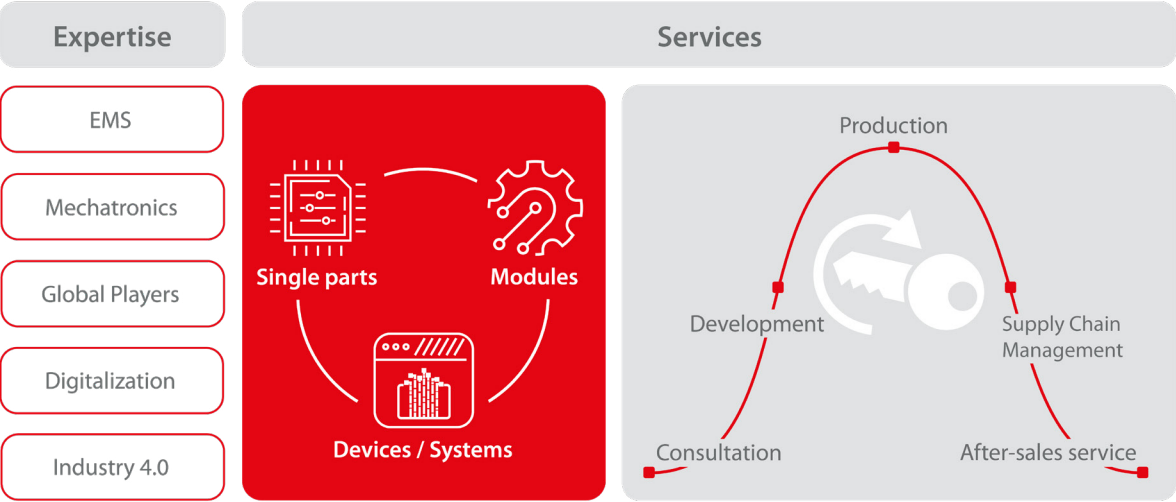 Expertise
Services
EMS
Mechatronics
Global Players
Digitalization
Industry 4.0
Single parts
Modules
Devices / Systems
Production
Development
Supply Chain
Management
Consultation
After-sales service